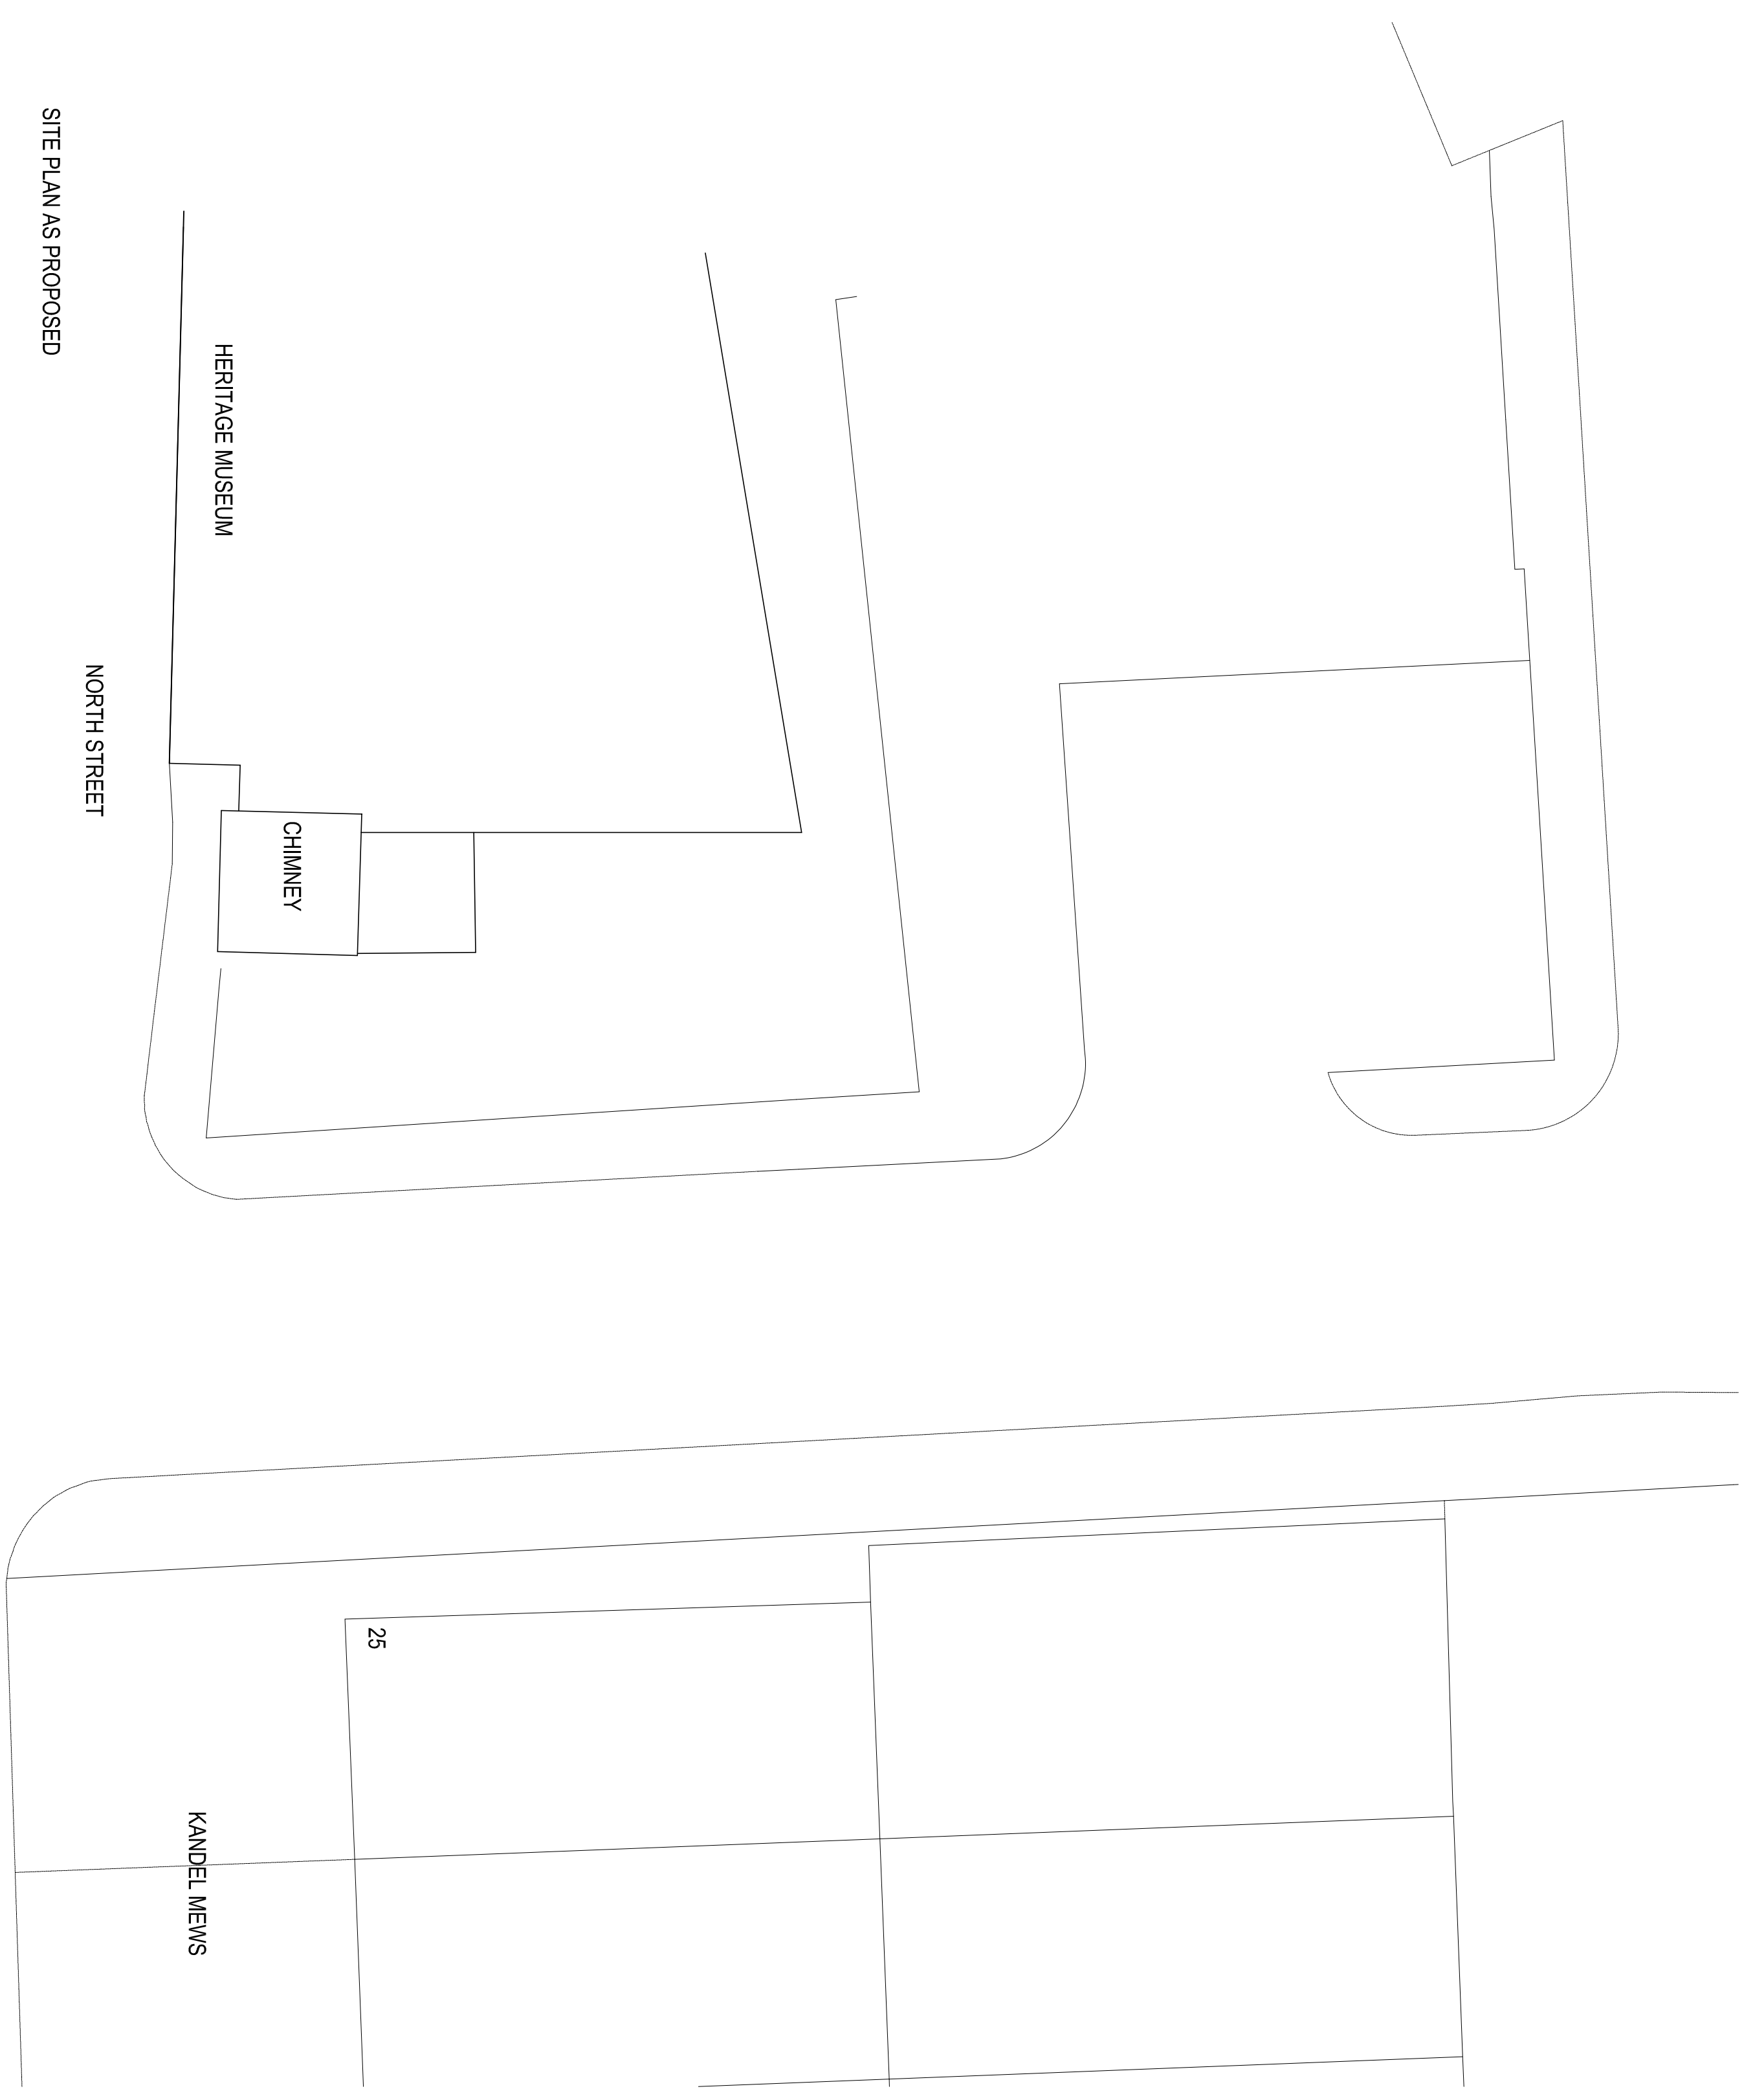 SITE PLAN AS PROPOSED
HERITAGE MUSEUM
NORTH STREET
CHIMNEY
25
KANDEL MEWS